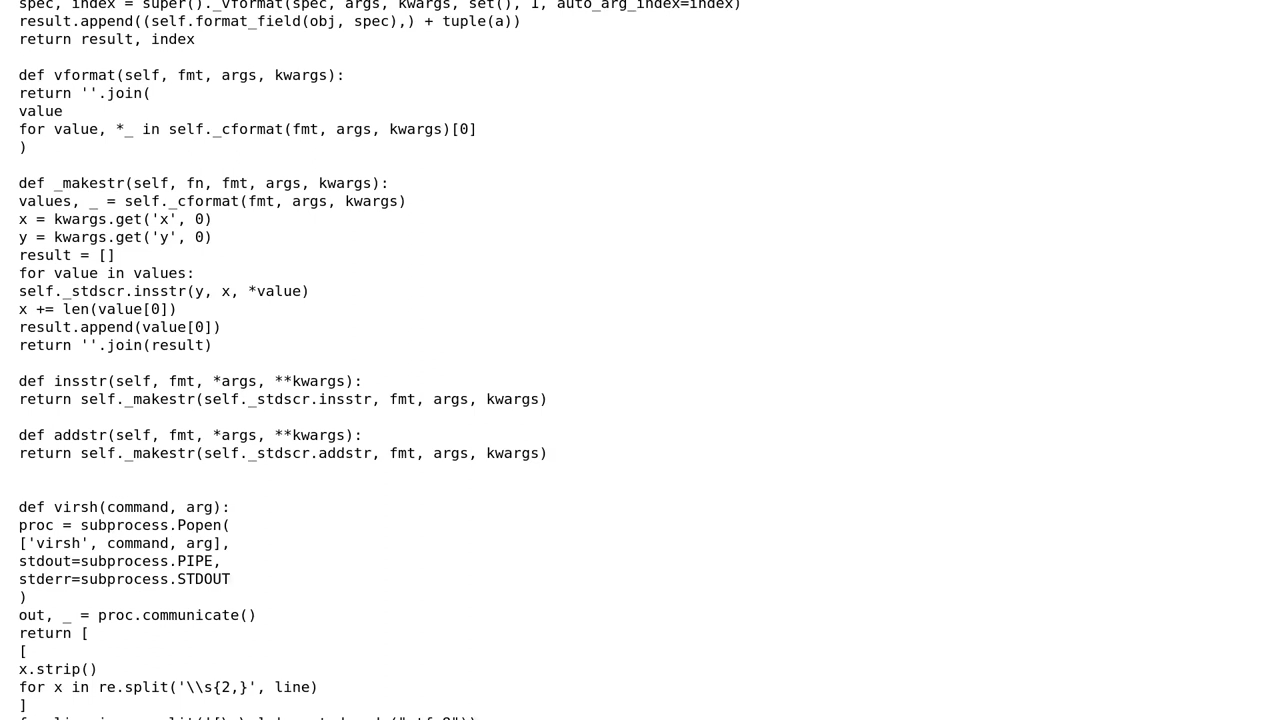 spec, index = super()._vformat(spec, args, kwargs, set(), 1, auto_arg_index=index)
result.append((self.format_field(obj, spec),) + tuple(a))
return result, index
def vformat(self, fmt, args, kwargs):
return ''.join(
value
for value, *_ in self._cformat(fmt, args, kwargs)[0]
)
def _makestr(self, fn, fmt, args, kwargs):
values, _ = self._cformat(fmt, args, kwargs)
x = kwargs.get('x', 0)
y = kwargs.get('y', 0)
result = []
for value in values:
self._stdscr.insstr(y, x, *value)
x += len(value[0])
result.append(value[0])
return ''.join(result)
def insstr(self, fmt, *args, **kwargs):
return self._makestr(self._stdscr.insstr, fmt, args, kwargs)
def addstr(self, fmt, *args, **kwargs):
return self._makestr(self._stdscr.addstr, fmt, args, kwargs)
def virsh(command, arg):
proc = subprocess.Popen(
['virsh', command, arg],
stdout=subprocess.PIPE,
stderr=subprocess.STDOUT
)
out, _ = proc.communicate()
return [
[
x.strip()
for x in re.split('\\s{2,}', line)
]